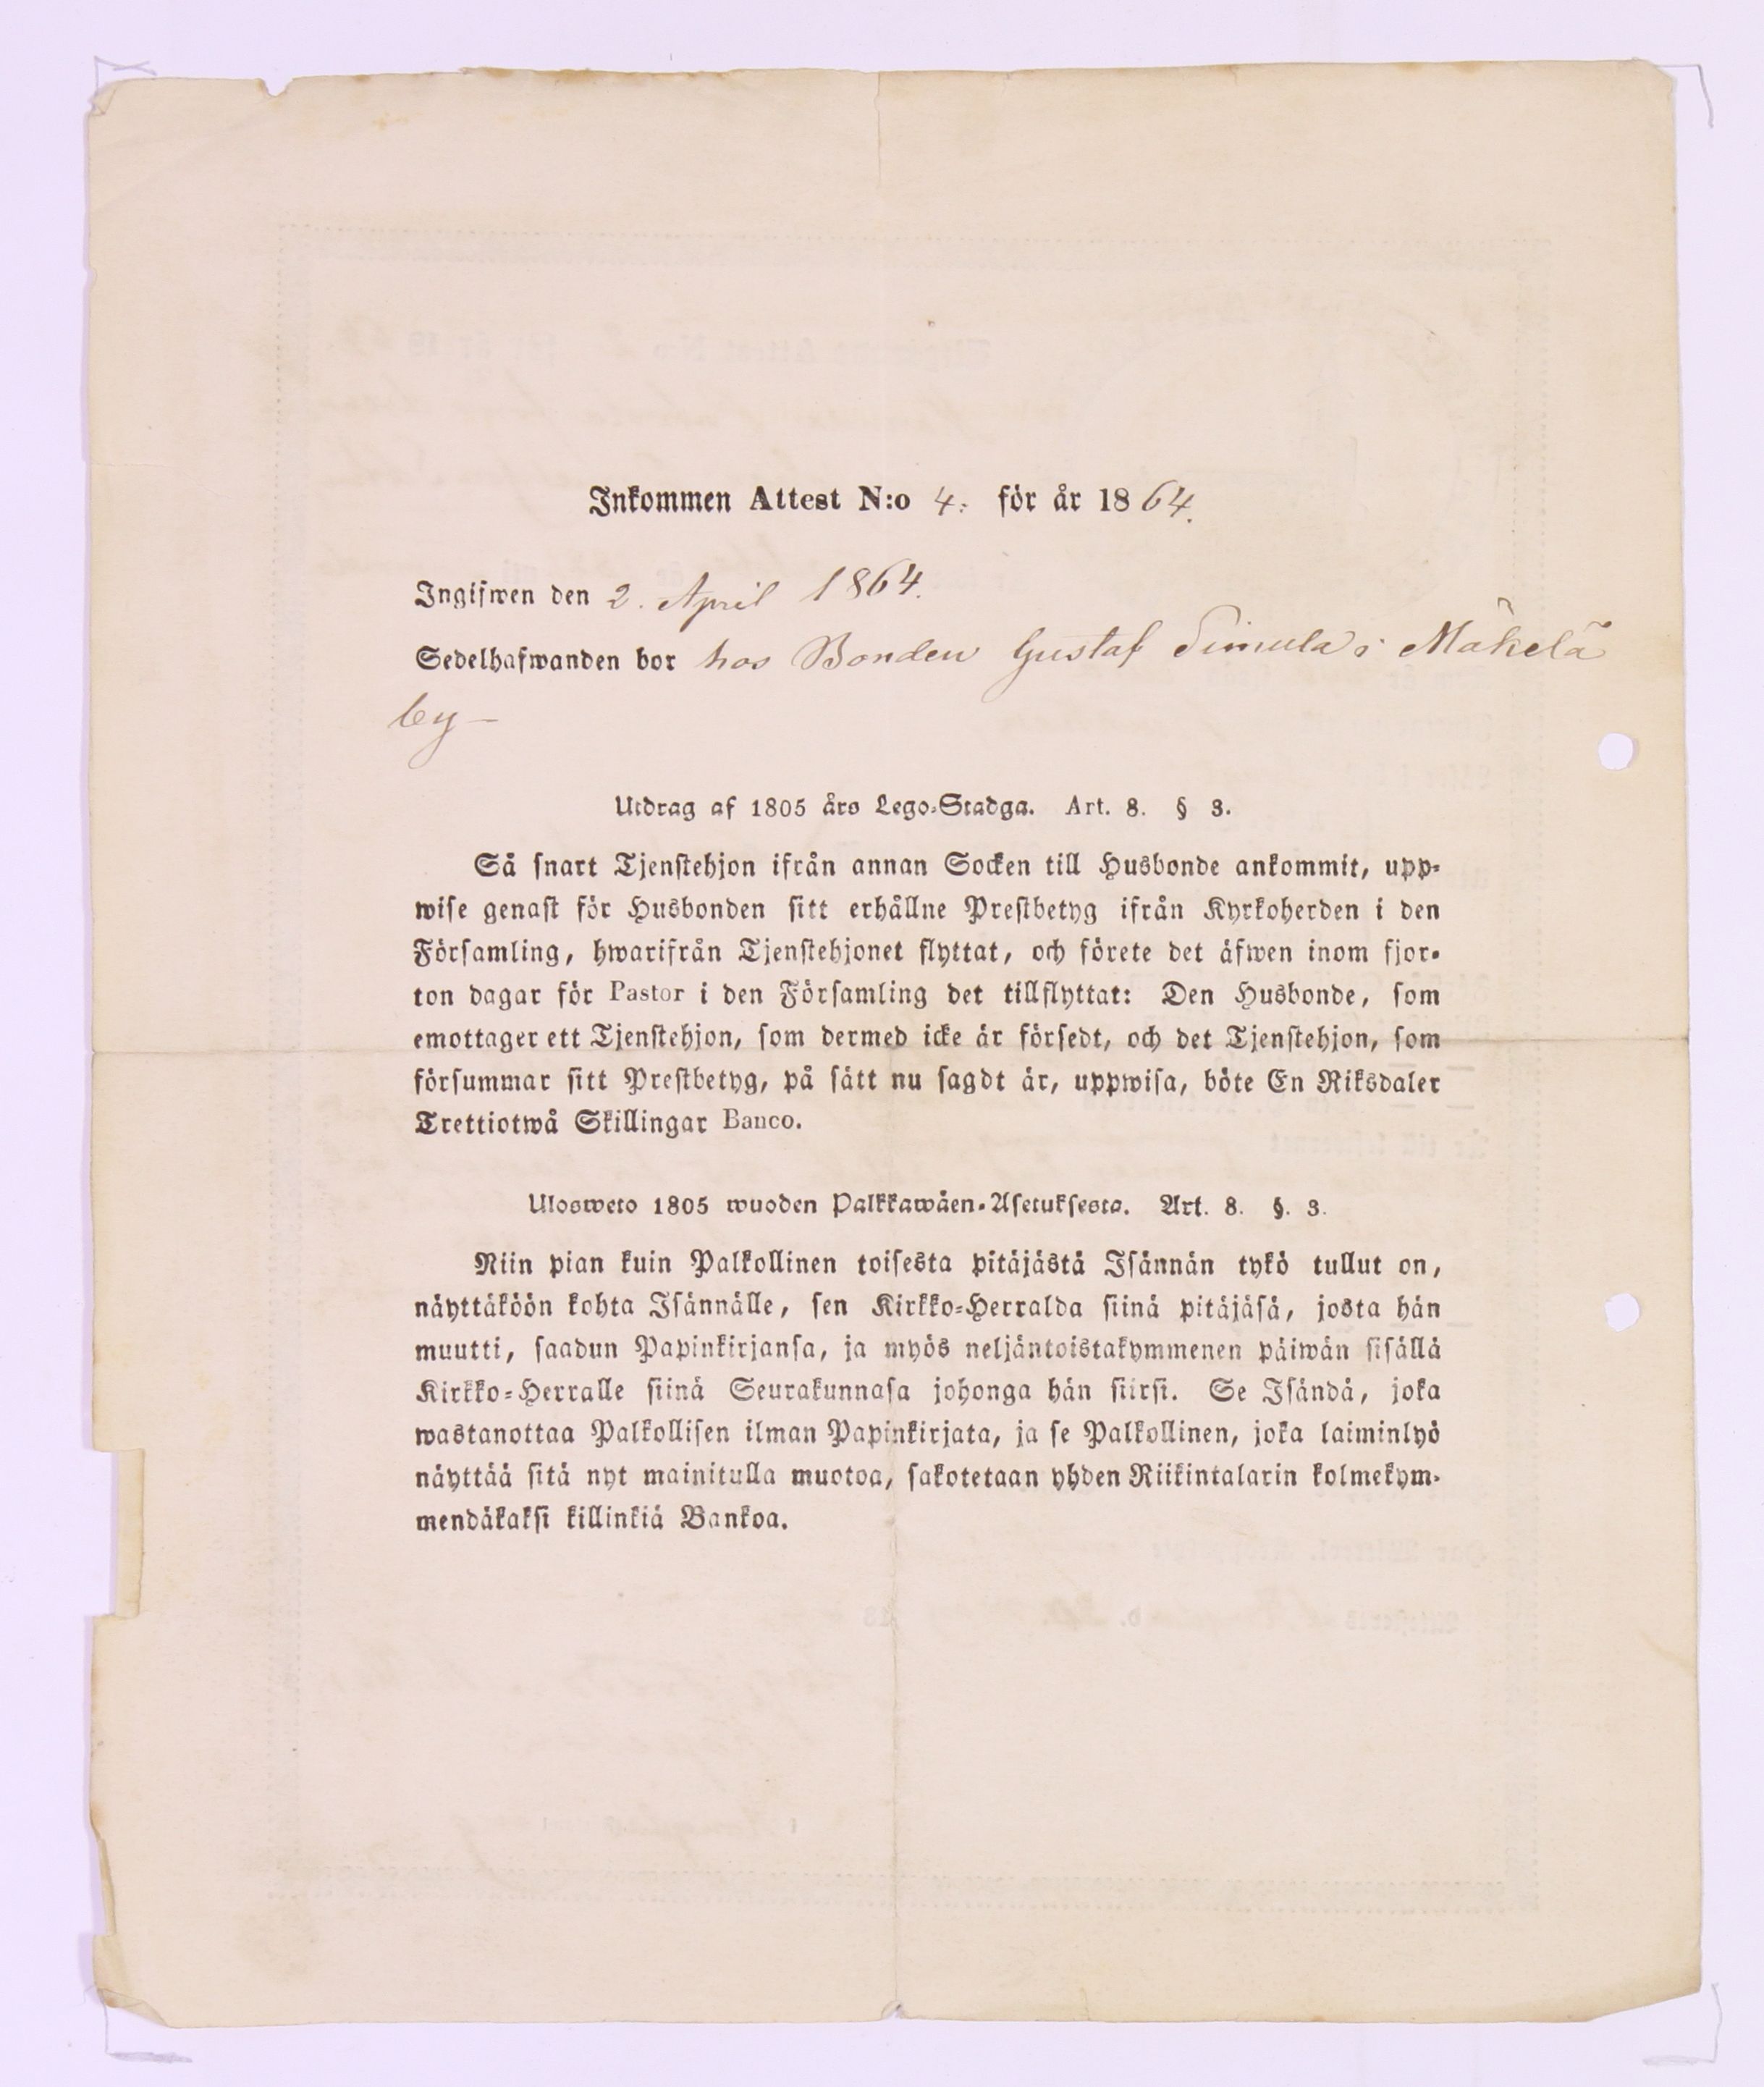 Inkommen Attest N:o 4. för år 1864.
Ingifwen den 2. April 1864.
Sedelhafwanden bor hos Bonden Gustaf Simula i Mäkelä
by –
Utdrag af 1805 års Lego-Stadga. Art. 8. § 3.
Så snart Tjenstehjon ifrån annan Socken till Husbonde ankommit, upp-
wise genast för Husbonden sitt erhållne Prestbetyg ifrån Kyrkoherden i den
Församling, hwarifrån Tjenstehjonet flyttat, och förete det äfwen inom fjor-
ton dagar för Pastor i den Församling det tillflyttat: Den Husbonde, som
emottager ett Tjenstehjon, som dermed icke är försedt, och det Tjenstehjon, som
försummar sitt Prestbetyg, på sätt nu sagdt är, uppwisa, böte En Riksdaler
Trettiotwå Skillingar Banco.
Ulosweto 1805 wuoden Palkkawäen-Asetuksesta. Art. 8. §. 3.
Niin pian kuin Palkollinen toisesta pitäjästä Isännän tykö tullut on,
näyttäköön kohta Isännälle, sen Kirkko-Herralda siinä pitäjäsä, josta hän
muutti, saadun Papinkirjansa, ja myös neljäntoistakymmenen päiwän sisällä
Kirkko-Herralle siinä Seurakunnasa johonga hän siirsi. Se Isändä, joka
wastanottaa Palkollisen ilman Papinkirjata, ja se Palkollinen, joka laiminlyö
näyttää sitä nyt mainitulla muotoa, sakotetaan yhden Riikintalarin kolmekym-
mendäkaksi killinkiä Bankoa.